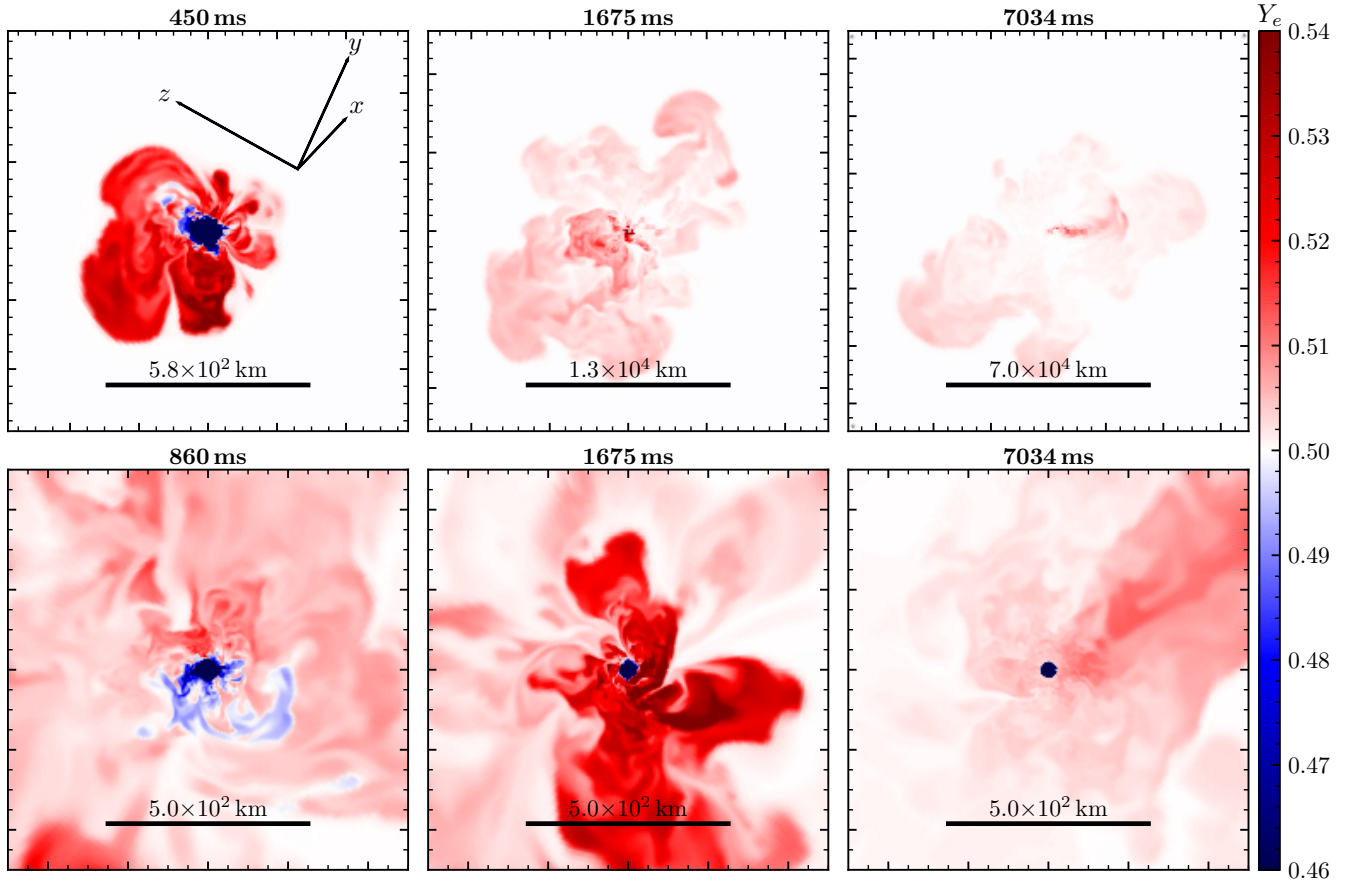 450 ms
1675 ms
7034 ms
Yₑ
y
x
z
5.8×10² km
1.3×10⁴ km
7.0×10⁴ km
860 ms
1675 ms
7034 ms
5.0×10² km
5.0×10² km
5.0×10² km
0.54
0.53
0.52
0.51
0.50
0.49
0.48
0.47
0.46